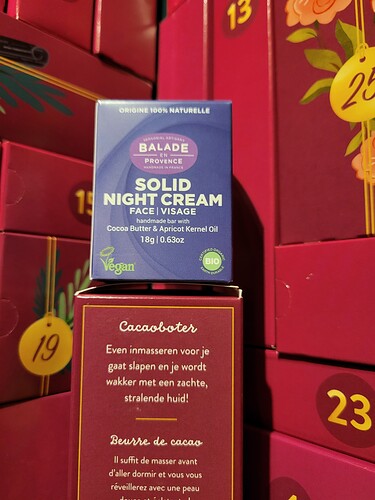 13
25
ORIGINE 100% NATURELLE
BALADE
EN
PROVENCE
HANDMADE IN FRANCE
SOLID
NIGHT CREAM
FACE | VISAGE
handmade bar with
Cocoa Butter & Apricot Kernel Oil
18g | 0.63oz
Vegan
BIO
15
19
23
Cacaoboter
Even inmasseren voor je
gaat slapen en je wordt
wakker met een zachte,
stralende huid!
Beurre de cacao
Il suffit de masser avant
d'aller dormir et vous vous
réveillerez avec une peau